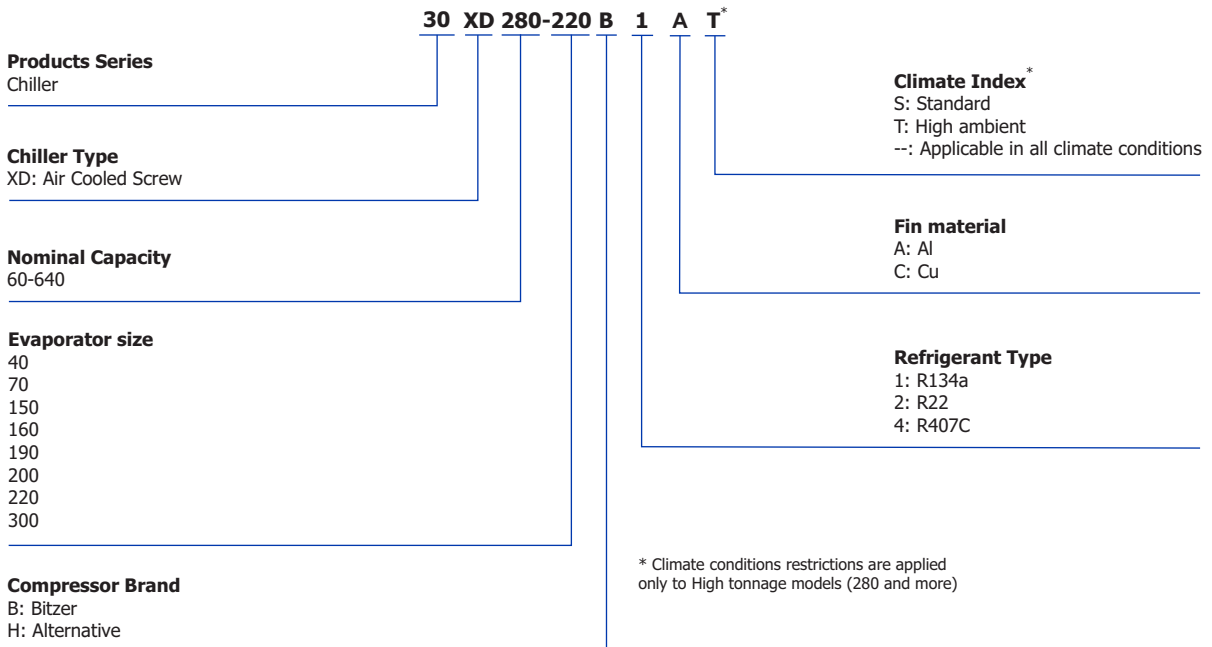 30 XD 280-220 B 1 A T*
Products Series
Chiller
Chiller Type
XD: Air Cooled Screw
Nominal Capacity
60-640
Evaporator size
40
70
150
160
190
200
220
300
Compressor Brand
B: Bitzer
H: Alternative
Climate Index*
S: Standard
T: High ambient
--: Applicable in all climate conditions
Fin material
A: Al
C: Cu
Refrigerant Type
1: R134a
2: R22
4: R407C
* Climate conditions restrictions are applied
only to High tonnage models (280 and more)